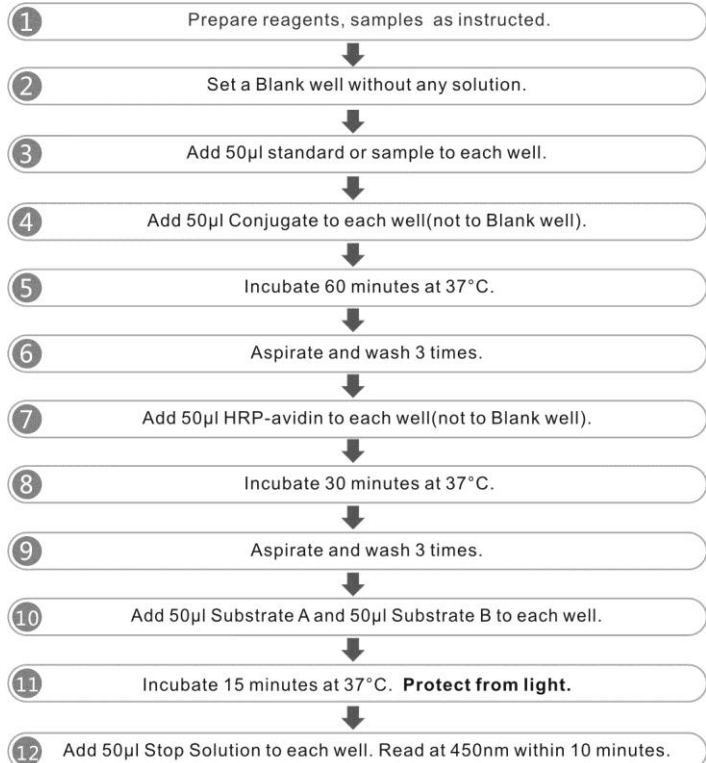 1 Prepare reagents, samples as instructed.
2 Set a Blank well without any solution.
3 Add 50μl standard or sample to each well.
4 Add 50μl Conjugate to each well(not to Blank well).
5 Incubate 60 minutes at 37°C.
6 Aspirate and wash 3 times.
7 Add 50μl HRP-avidin to each well(not to Blank well).
8 Incubate 30 minutes at 37°C.
9 Aspirate and wash 3 times.
10 Add 50μl Substrate A and 50μl Substrate B to each well.
11 Incubate 15 minutes at 37°C. Protect from light.
12 Add 50μl Stop Solution to each well. Read at 450nm within 10 minutes.